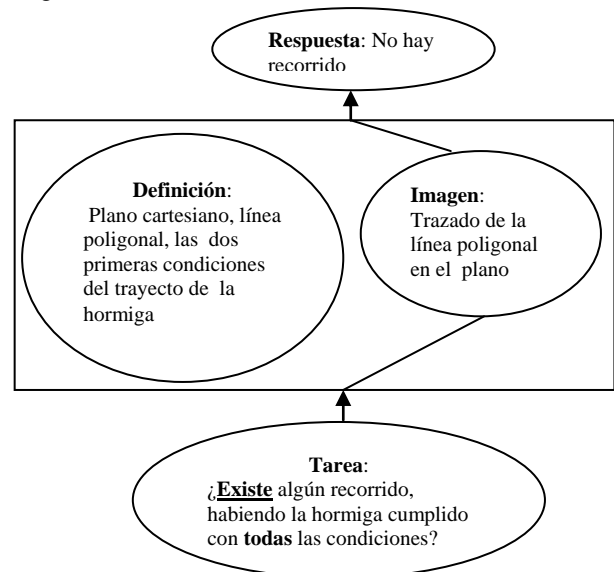 Respuesta: No hay
recorrido
Definición:
Plano cartesiano, línea
poligonal, las dos
primeras condiciones
del trayecto de la
hormiga
Imagen:
Trazado de la
línea poligonal
en el plano
Tarea:
¿Existe algún recorrido,
habiendo la hormiga cumplido
con todas las condiciones?